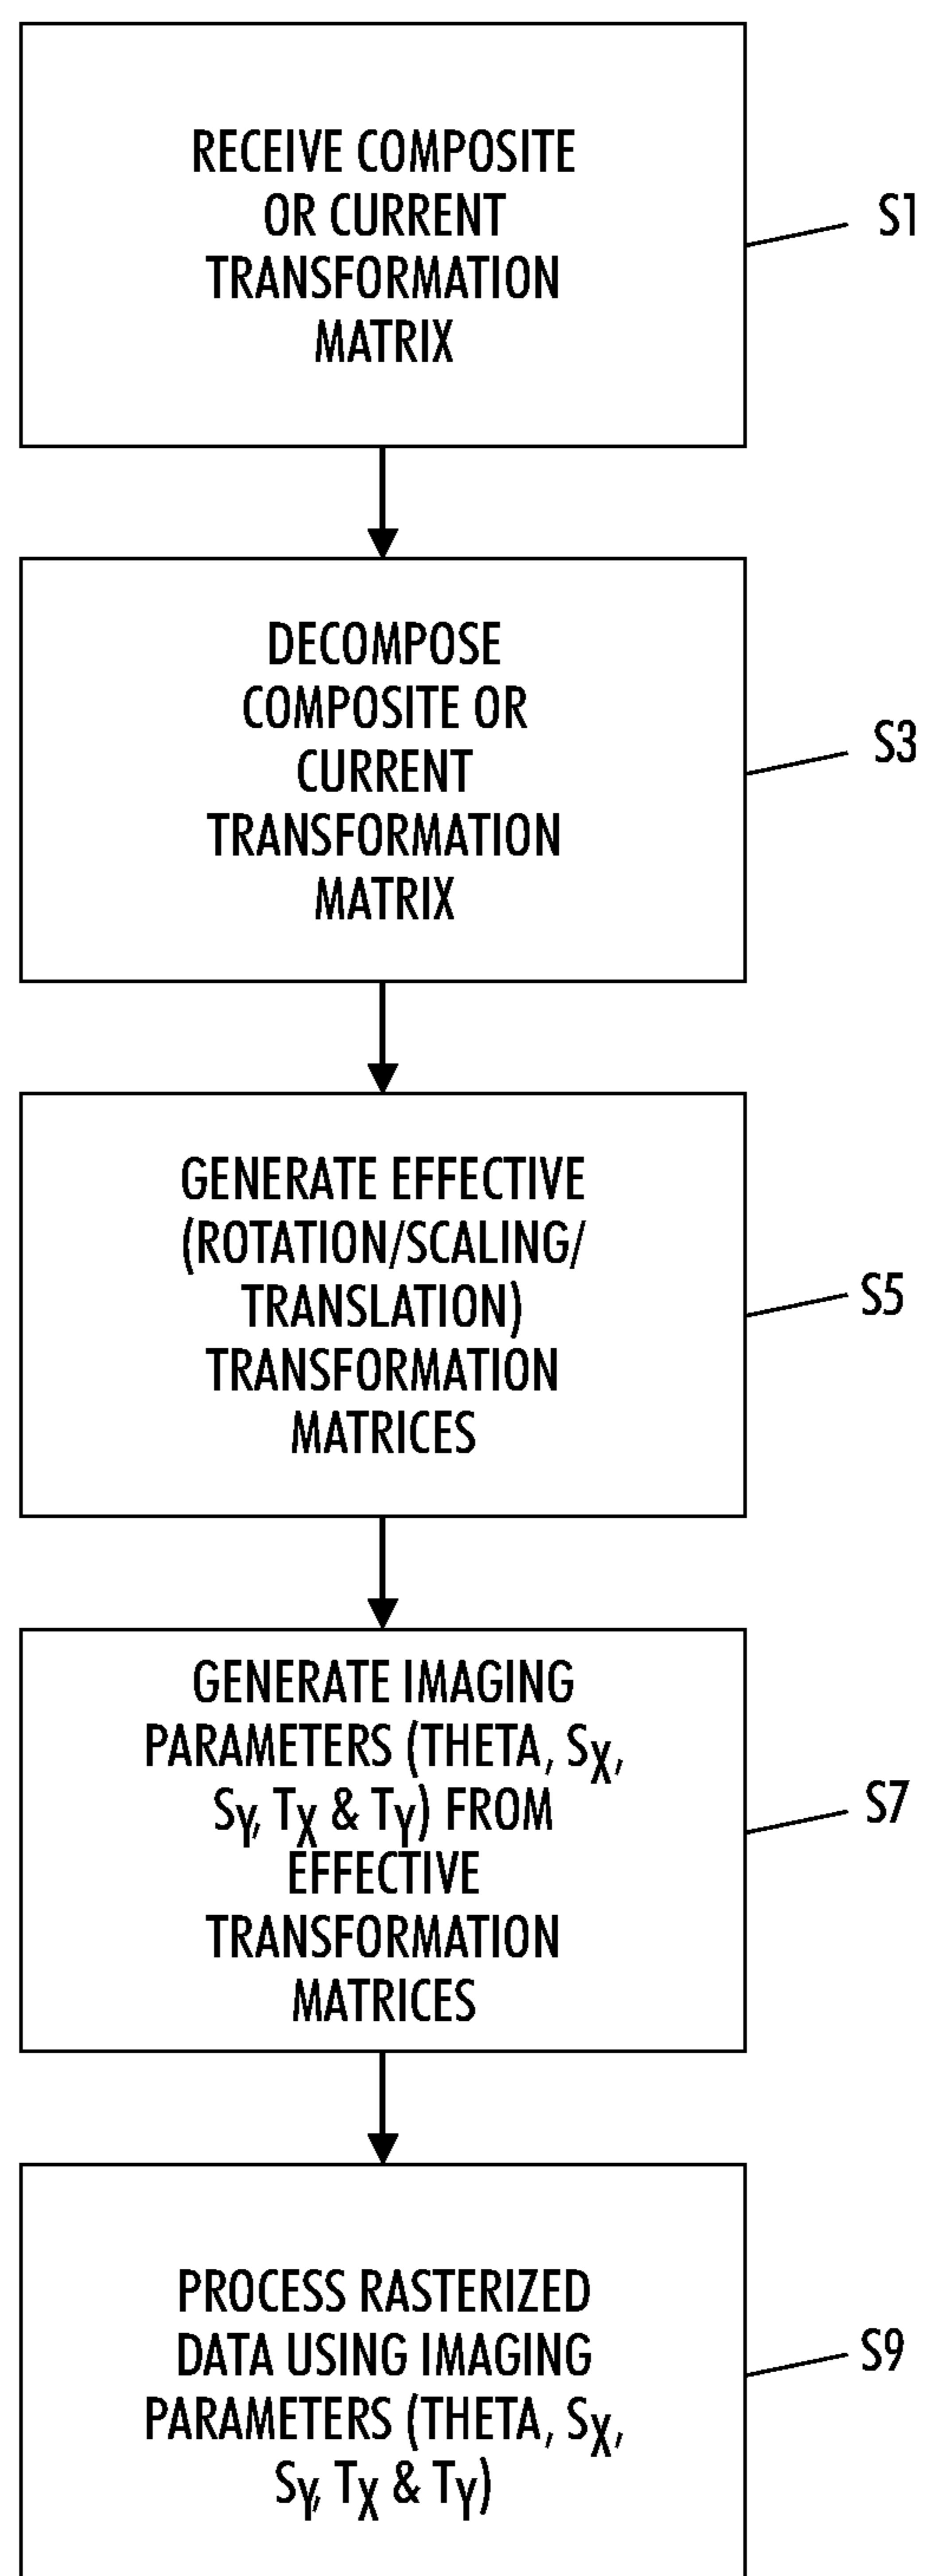 RECEIVE COMPOSITE
OR CURRENT
TRANSFORMATION
MATRIX
S1
DECOMPOSE
COMPOSITE OR
CURRENT
TRANSFORMATION
MATRIX
S3
GENERATE EFFECTIVE
(ROTATION/SCALING/
TRANSLATION)
TRANSFORMATION
MATRICES
S5
GENERATE IMAGING
PARAMETERS (THETA, SX,
SY, TX & TY) FROM
EFFECTIVE
TRANSFORMATION
MATRICES
S7
PROCESS RASTERIZED
DATA USING IMAGING
PARAMETERS (THETA, SX,
SY, TX & TY)
S9